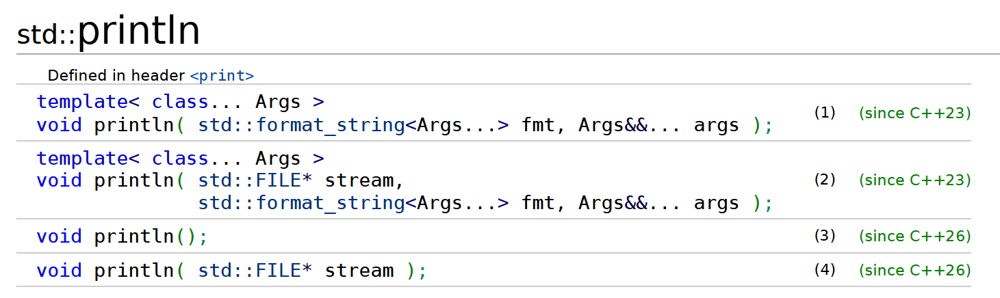 std::println
Defined in header <print>
template< class... Args >
void println( std::format_string<Args...> fmt, Args&&... args );
(1) (since C++23)
template< class... Args >
void println( std::FILE* stream,
std::format_string<Args...> fmt, Args&&... args );
(2) (since C++23)
void println(); (3) (since C++26)
void println( std::FILE* stream ); (4) (since C++26)